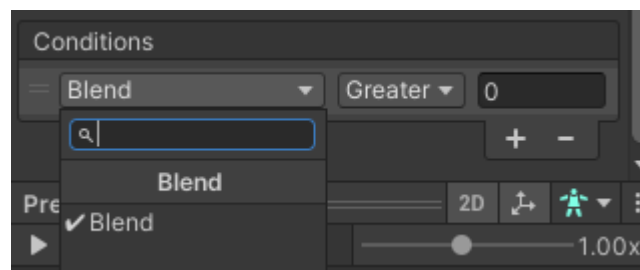 Conditions
Blend Greater 0
Blend
Pre 2D
Blend
1.00x